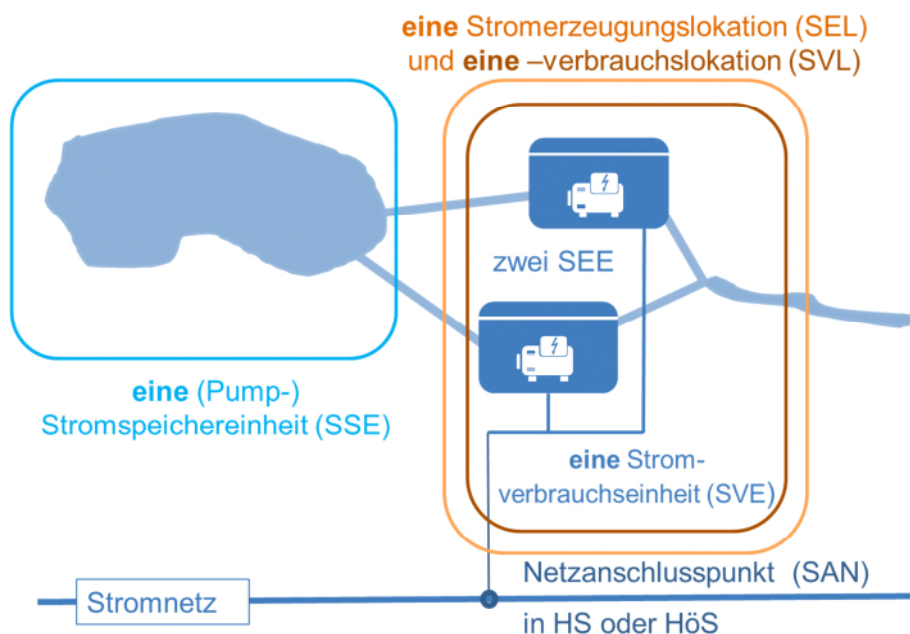 eine Stromerzeugungslokation (SEL)
und eine –verbrauchslokation (SVL)
zwei SEE
eine (Pump-)
Stromspeichereinheit (SSE)
eine Strom-
verbrauchseinheit (SVE)
Netzanschlusspunkt (SAN)
Stromnetz
in HS oder HöS